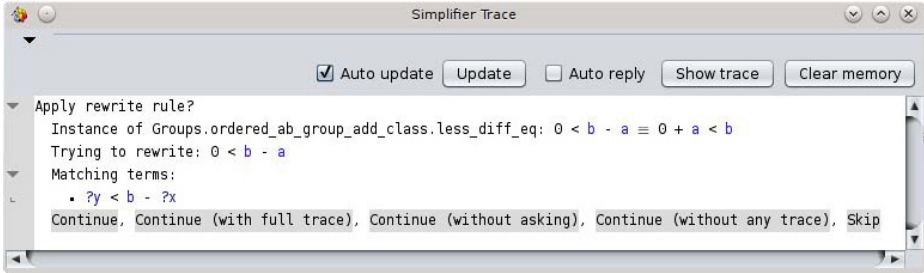 Simplifier Trace
Auto update Update Auto reply Show trace Clear memory
Apply rewrite rule?
Instance of Groups.ordered_ab_group_add_class.less_diff_eq: 0 < b - a ≡ 0 + a < b
Trying to rewrite: 0 < b - a
Matching terms:
• ?y < b - ?x
Continue, Continue (with full trace), Continue (without asking), Continue (without any trace), Skip